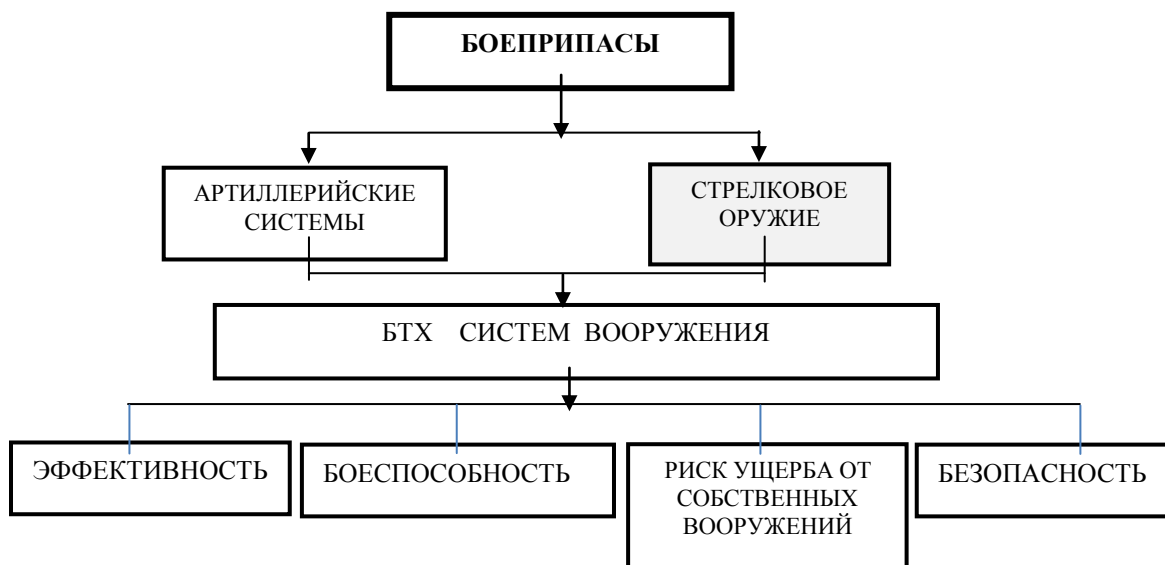 БОЕПРИПАСЫ
АРТИЛЛЕРИЙСКИЕ
СИСТЕМЫ
СТРЕЛКОВОЕ
ОРУЖИЕ
БТХ СИСТЕМ ВООРУЖЕНИЯ
ЭФФЕКТИВНОСТЬ
БОЕСПОСОБНОСТЬ
РИСК УЩЕРБА ОТ
СОБСТВЕННЫХ
ВООРУЖЕНИЙ
БЕЗОПАСНОСТЬ